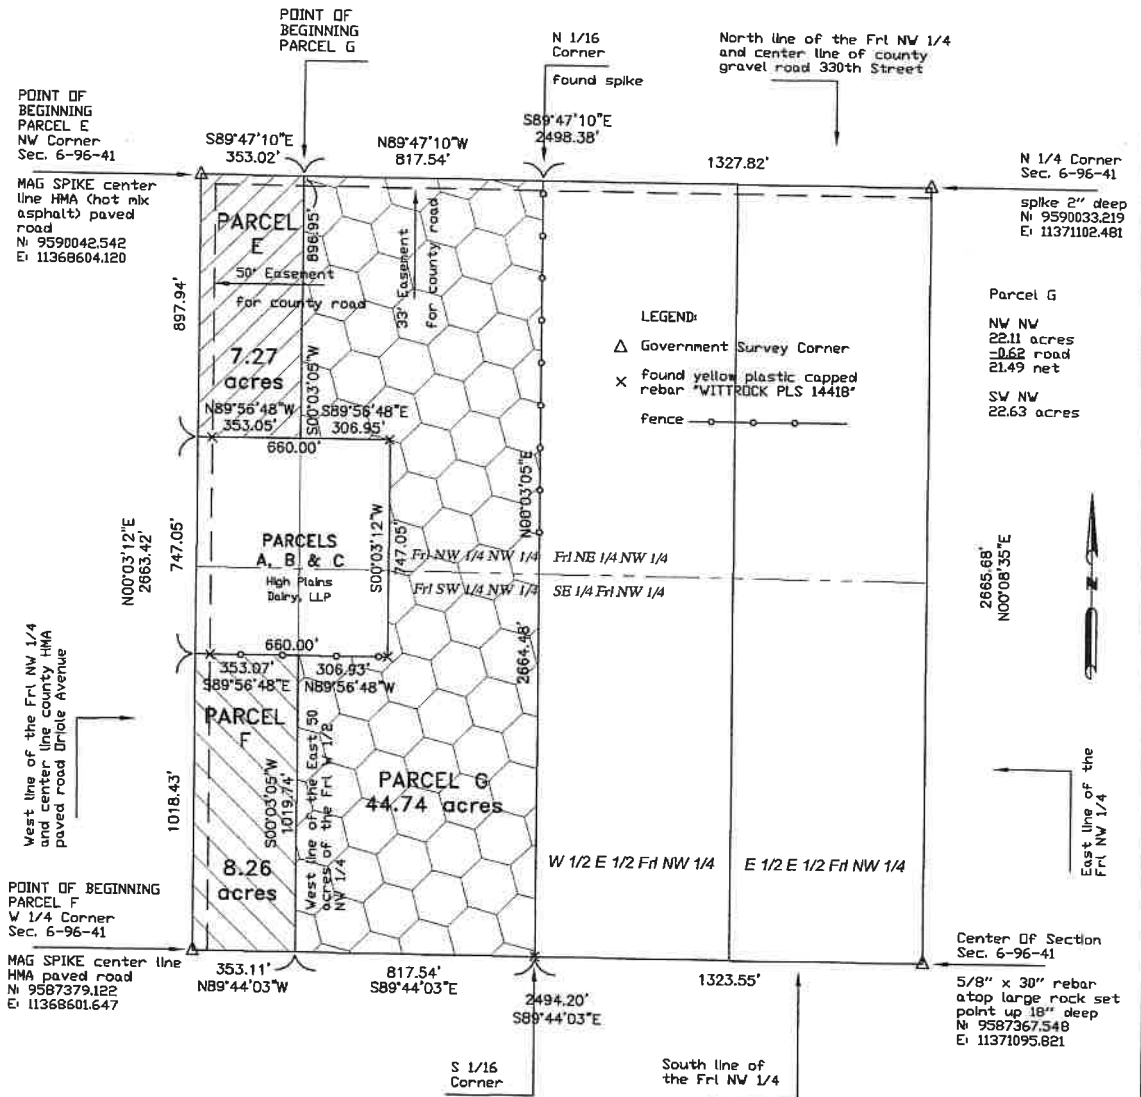 POINT OF
BEGINNING
PARCEL G
N 1/16
Corner
found spike
North line of the Frl NW 1/4
and center line of county
gravel road 330th Street
POINT OF
BEGINNING
PARCEL E
NW Corner
Sec. 6-96-41
MAG SPIKE center
line HMA (hot mix
asphalt) paved
road
N: 9590042.542
E: 11368604.120
S89°47'10"E
353.02'
N89°47'10"W
817.54'
S89°47'10"E
2498.38'
1327.82'
N 1/4 Corner
Sec. 6-96-41
spike 2" deep
N: 9590033.219
E: 11371102.481
PARCEL
E
896.95'
50' Easement
for county road
33' Easement
for county road
897.94'
7.27
acres
S00°03'05"W
N89°56'48"W
353.05'
S89°56'48"E
306.95'
660.00'
LEGEND:
Government Survey Corner
found yellow plastic capped
rebar "WITTROCK PLS 14418"
fence
Parcel G
NW NW
22.11 acres
-0.62 road
21.49 net
SW NW
22.63 acres
N00°03'12"E
2663.42'
747.05'
PARCELS
A, B & C
High Plains
Dairy, LLP
S00°03'12"W
747.05'
N00°03'05"E
2664.48'
Frl NW 1/4 NW 1/4
Frl NE 1/4 NW 1/4
Frl SW 1/4 NW 1/4
SE 1/4 Frl NW 1/4
2665.68'
N00°08'35"E
N
660.00'
353.07'
S89°56'48"E
306.93'
N89°56'48"W
West line of the Frl NW 1/4
and center line county HMA
paved road Oriole Avenue
PARCEL
F
1018.43'
S00°03'05"W
1019.74'
West line of the East 50
acres of the Frl W 1/2
NW 1/4
PARCEL G
44.74 acres
8.26
acres
W 1/2 E 1/2 Frl NW 1/4
E 1/2 E 1/2 Frl NW 1/4
East line of the
Frl NW 1/4
POINT OF BEGINNING
PARCEL F
W 1/4 Corner
Sec. 6-96-41
MAG SPIKE center line
HMA paved road
N: 9587379.122
E: 11368601.647
353.11'
N89°44'03"W
817.54'
S89°44'03"E
2494.20'
S89°44'03"E
1323.55'
Center Of Section
Sec. 6-96-41
5/8" x 30" rebar
atop large rock set
point up 18" deep
N: 9587367.548
E: 11371095.821
S 1/16
Corner
South line of
the Frl NW 1/4